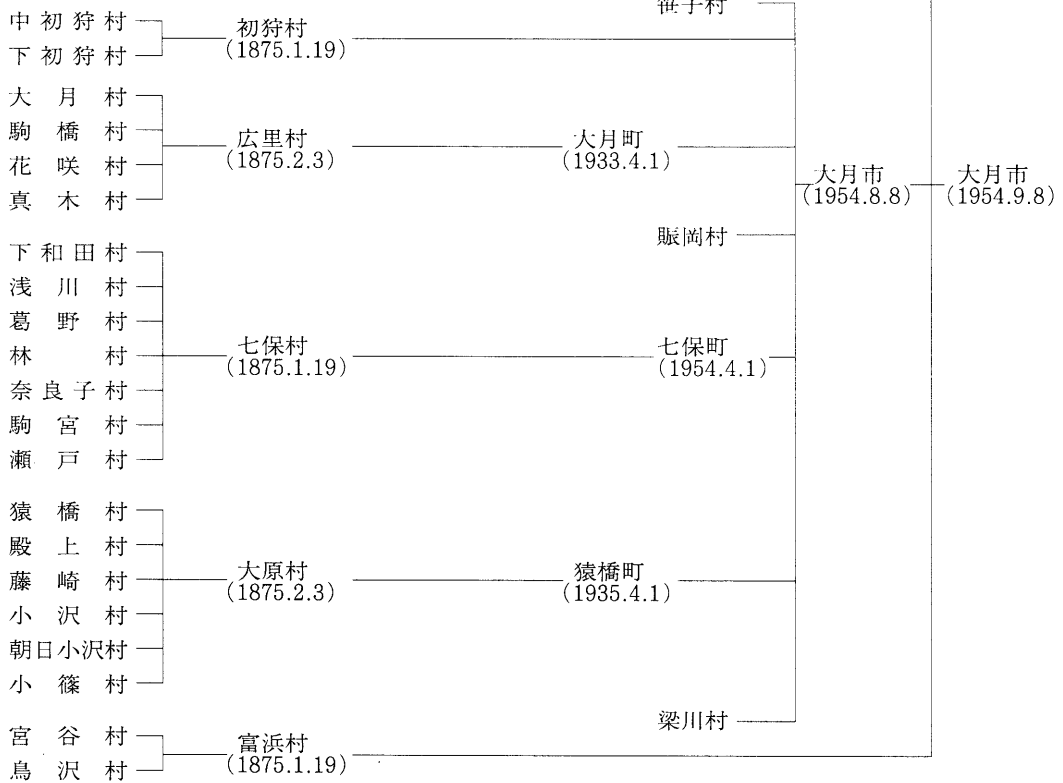 笹子村
中初狩村
下初狩村
初狩村
(1875.1.19)
大月村
駒橋村
花咲村
真木村
広里村
(1875.2.3)
大月町
(1933.4.1)
大月市
(1954.8.8)
大月市
(1954.9.8)
賑岡村
下和田村
浅川村
葛野村
林村
奈良子村
駒宮村
瀬戸村
七保村
(1875.1.19)
七保町
(1954.4.1)
猿橋村
殿上村
藤崎村
小沢村
朝日小沢村
小篠村
大原村
(1875.2.3)
猿橋町
(1935.4.1)
梁川村
宮谷村
鳥沢村
富浜村
(1875.1.19)